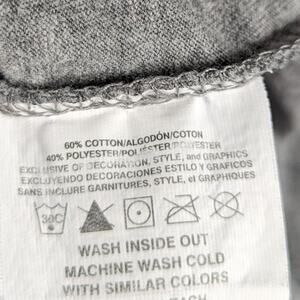 60% COTTON/ALGODÓN/COTON
40% POLYESTER/POLIÉSTER/POLYESTER
EXCLUSIVE OF DECORATION, STYLE, and GRAPHICS
EXCLUYENDO DECORACIONES ESTILO y GRAFICOS
SANS INCLURE GARNITURES, STYLE, et GRAPHIQUES
30C
WASH INSIDE OUT
MACHINE WASH COLD
WITH SIMILAR COLORS